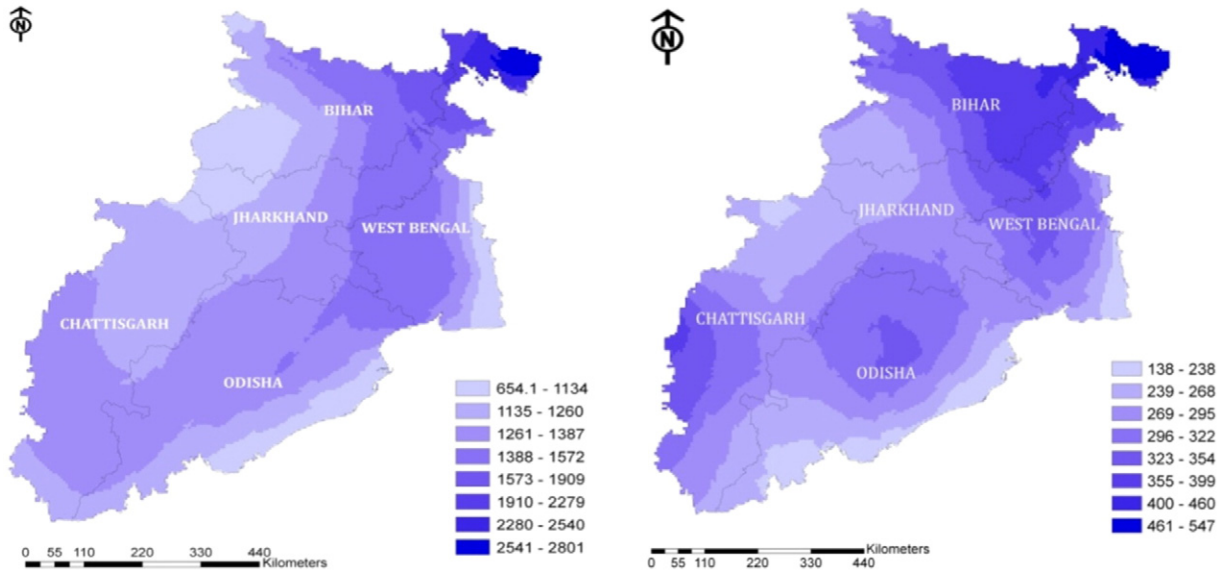 N
BIHAR
JHARKHAND
WEST BENGAL
CHATTISGARH
ODISHA
654.1 - 1134
1135 - 1260
1261 - 1387
1388 - 1572
1573 - 1909
1910 - 2279
2280 - 2540
2541 - 2801
0 55 110 220 330 440
Kilometers
N
BIHAR
JHARKHAND
WEST BENGAL
CHATTISGARH
ODISHA
138 - 238
239 - 268
269 - 295
296 - 322
323 - 354
355 - 399
400 - 460
461 - 547
Kilometers
0 55 110 220 330 440